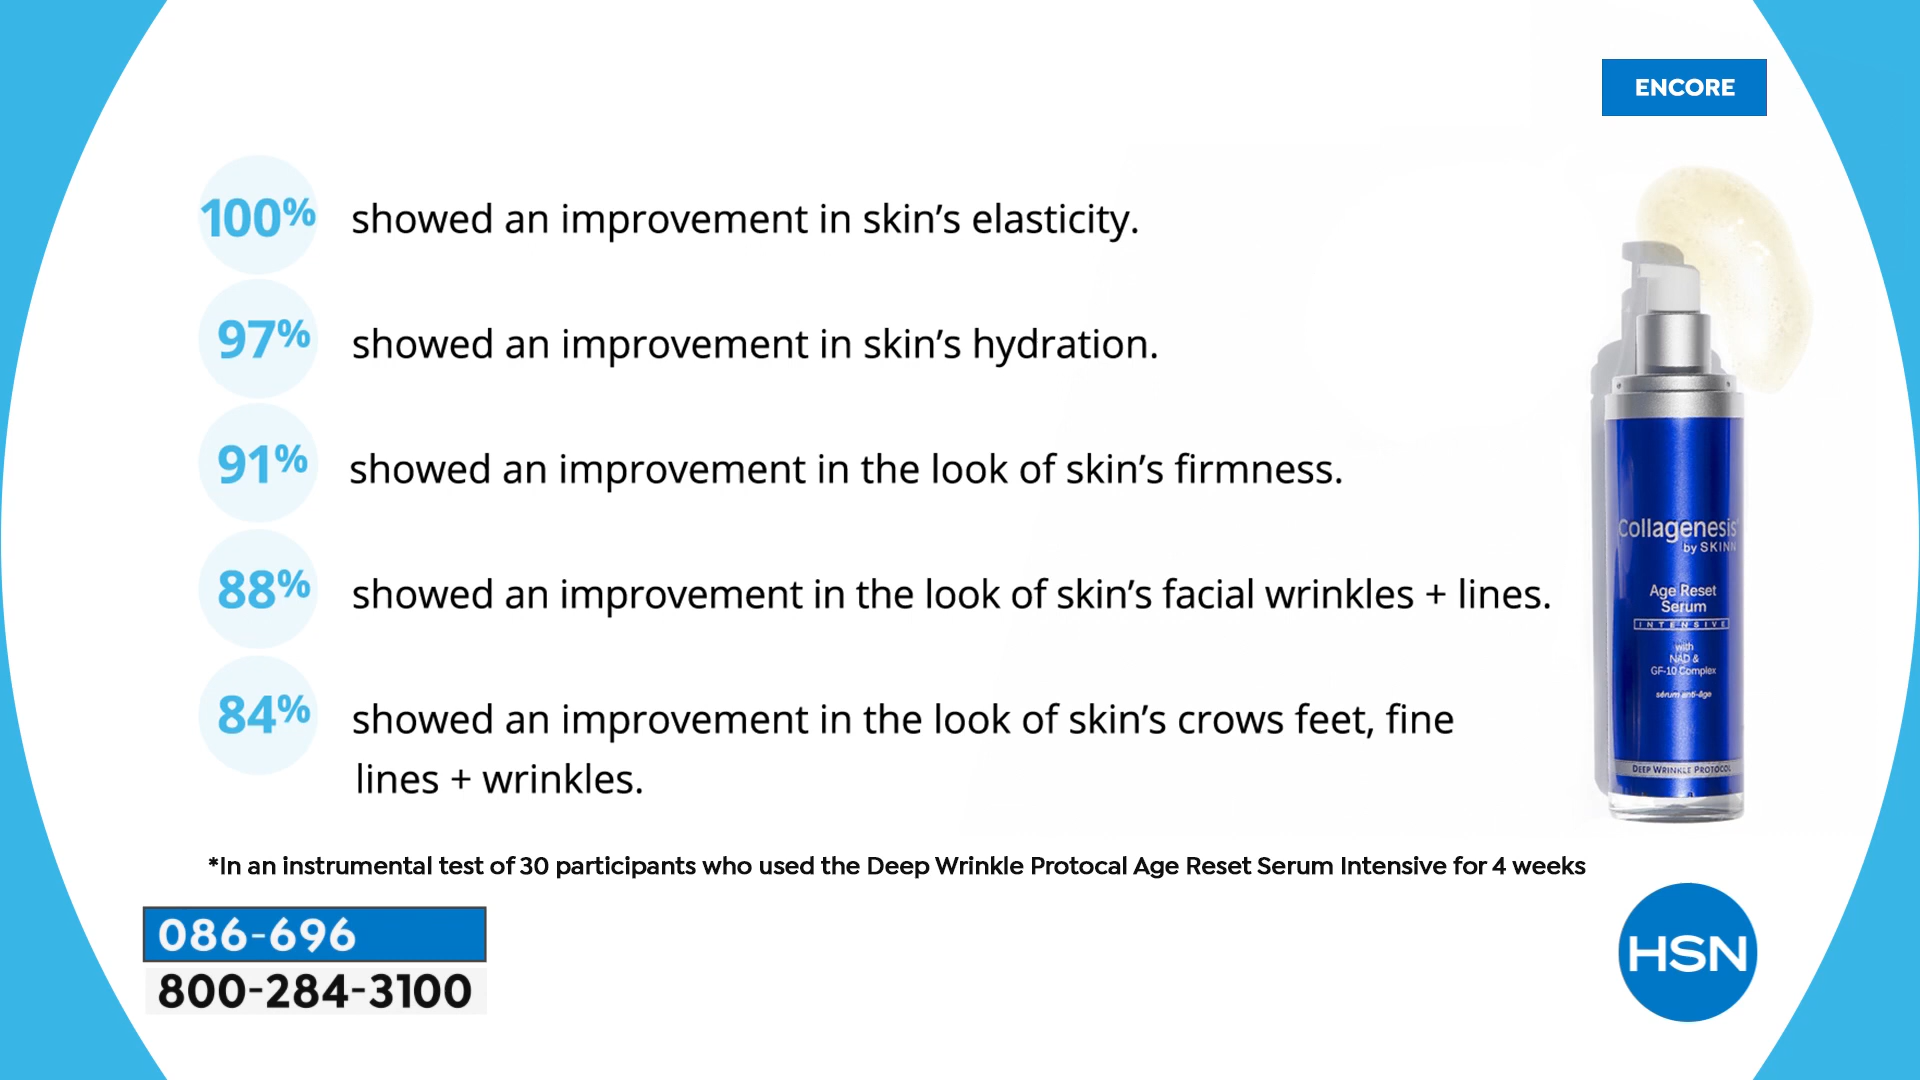 ENCORE
100% showed an improvement in skin’s elasticity.
97% showed an improvement in skin’s hydration.
91% showed an improvement in the look of skin’s firmness.
88% showed an improvement in the look of skin’s facial wrinkles + lines.
84% showed an improvement in the look of skin’s crows feet, fine
lines + wrinkles.
Collagenesis®
by SKINN
Age Reset
Serum
INTENSIVE
with
NAD &
GF-10 Complex
sérum anti-âge
DEEP WRINKLE PROTOCOL
*In an instrumental test of 30 participants who used the Deep Wrinkle Protocal Age Reset Serum Intensive for 4 weeks
086-696
800-284-3100
HSN